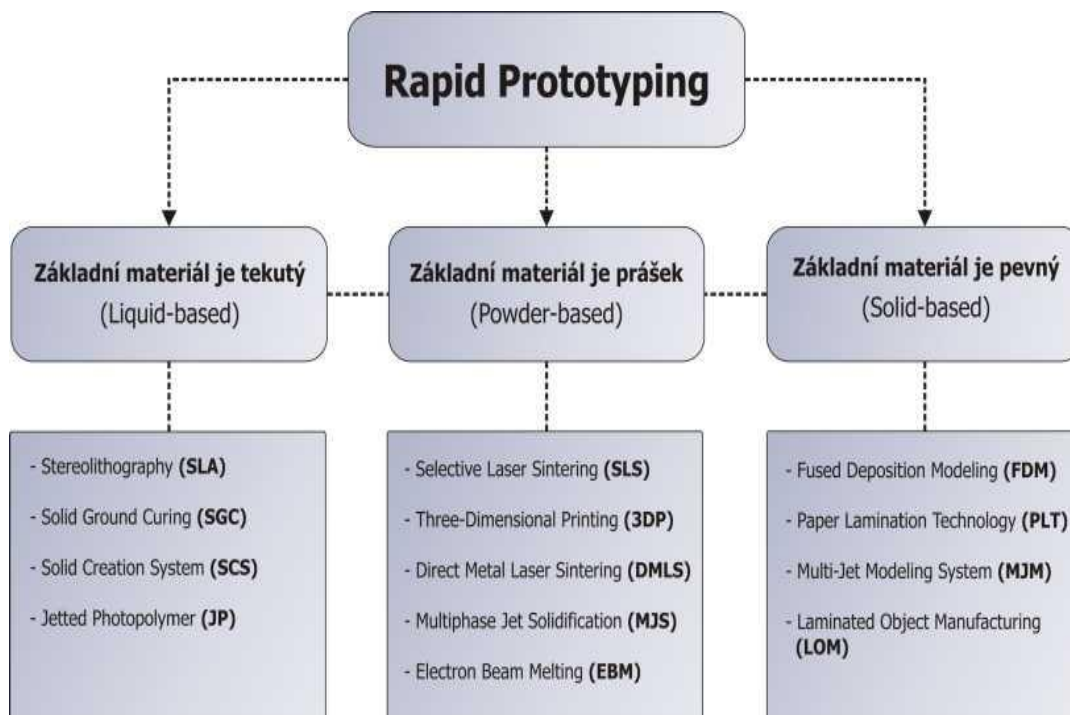 Rapid Prototyping
Základní materiál je tekutý
(Liquid-based)
Základní materiál je prášek
(Powder-based)
Základní materiál je pevný
(Solid-based)
- Stereolithography (SLA)
- Solid Ground Curing (SGC)
- Solid Creation System (SCS)
- Jetted Photopolymer (JP)
- Selective Laser Sintering (SLS)
- Three-Dimensional Printing (3DP)
- Direct Metal Laser Sintering (DMLS)
- Multiphase Jet Solidification (MJS)
- Electron Beam Melting (EBM)
- Fused Deposition Modeling (FDM)
- Paper Lamination Technology (PLT)
- Multi-Jet Modeling System (MJM)
- Laminated Object Manufacturing
(LOM)